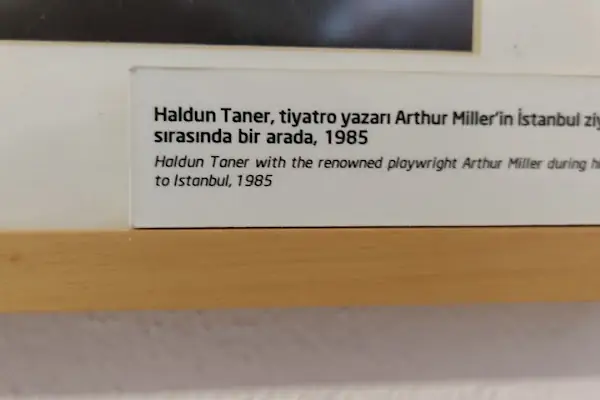 Haldun Taner, tiyatro yazarı Arthur Miller'in İstanbul
sırasında bir arada, 1985
Haldun Taner with the renowned playwright Arthur Miller during
to Istanbul, 1985